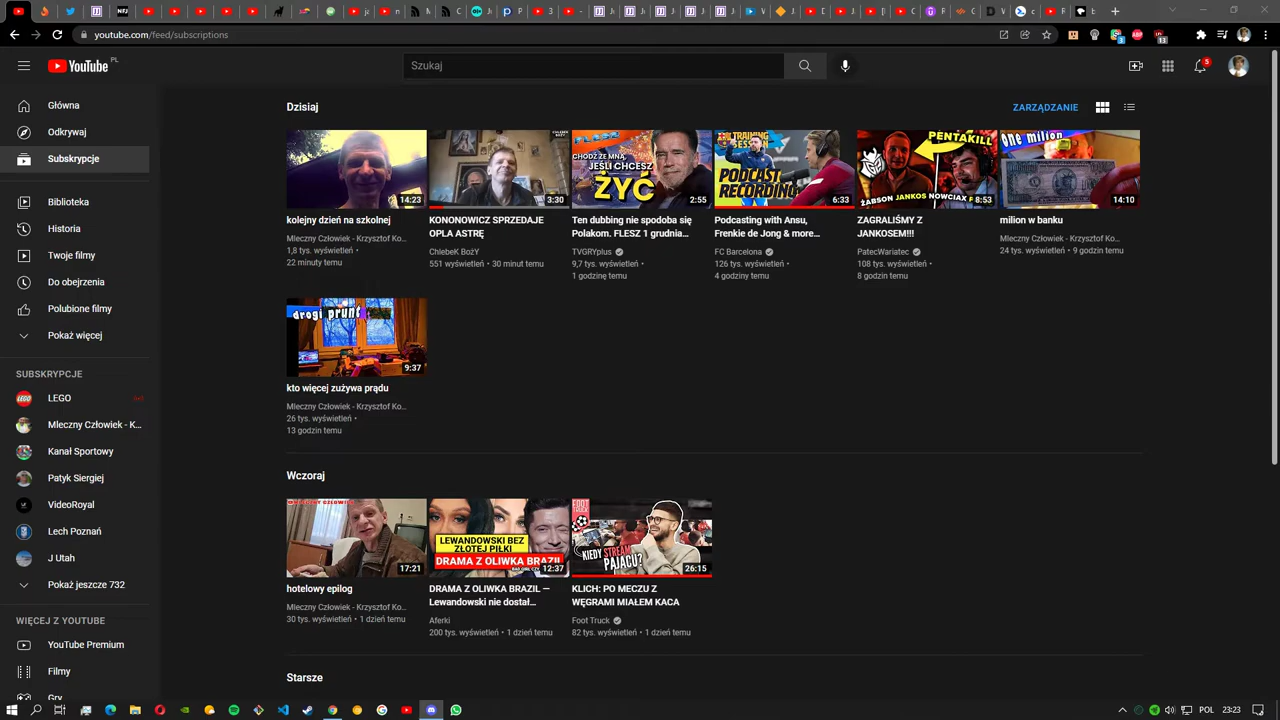 youtube.com/feed/subscriptions
YouTube PL
Szukaj
5
Główna
Odkrywaj
Subskrypcje
Biblioteka
Historia
Twoje filmy
Do obejrzenia
Polubione filmy
Pokaż więcej
SUBSKRYPCJE
LEGO
Mleczny Człowiek - K...
Kanał Sportowy
Patyk Sierpiej
VideoRoyal
Lech Poznań
J Utah
Pokaż jeszcze 732
WIĘCEJ Z YOUTUBE
YouTube Premium
Filmy
Gry
Dzisiaj
ZARZĄDZANIE
14:23
kolejny dzień na szkolnej
Mleczny Człowiek - Krzysztof Ko...
1,8 tys. wyświetleń •
22 minuty temu
3:30
KONONOWICZ SPRZEDAJE
OPLA ASTRĘ
ChlebeK BożY
551 wyświetleń • 30 minut temu
FLESZ
CHODŹ ZE MNĄ,
JEŚLI CHCESZ
ŻYĆ
2:55
Ten dubbing nie spodoba się
Polakom. FLESZ 1 grudnia...
TVGRYplus
9,7 tys. wyświetleń •
1 godzinę temu
TRAINING
SESSION
PODCAST
RECORDING
6:33
Podcasting with Ansu,
Frenkie de Jong & more...
FC Barcelona
126 tys. wyświetleń •
4 godziny temu
PENTAKILL
ŻABSON JANKOS NOWCIAX
8:53
ZAGRALIŚMY Z
JANKOSEM!!!
PatecWariatec
108 tys. wyświetleń •
8 godzin temu
one milion
14:10
milion w banku
Mleczny Człowiek - Krzysztof Ko...
24 tys. wyświetleń • 9 godzin temu
drogi prunt
9:37
kto więcej zużywa prądu
Mleczny Człowiek - Krzysztof Ko...
26 tys. wyświetleń •
13 godzin temu
Wczoraj
17:21
hotelowy epilog
Mleczny Człowiek - Krzysztof Ko...
30 tys. wyświetleń • 1 dzień temu
LEWANDOWSKI BEZ
ZŁOTEJ PIŁKI
DRAMA Z OLIWKA BRAZIL
12:37
DRAMA Z OLIWKA BRAZIL —
Lewandowski nie dostał...
Aferki
200 tys. wyświetleń • 1 dzień temu
FOOT
TRUCK
KIEDY STREAM
PAJACU?
26:15
KLICH: PO MECZU Z
WĘGRAMI MIAŁEM KACA
Foot Truck
82 tys. wyświetleń • 1 dzień temu
Starsze
POL
23:23